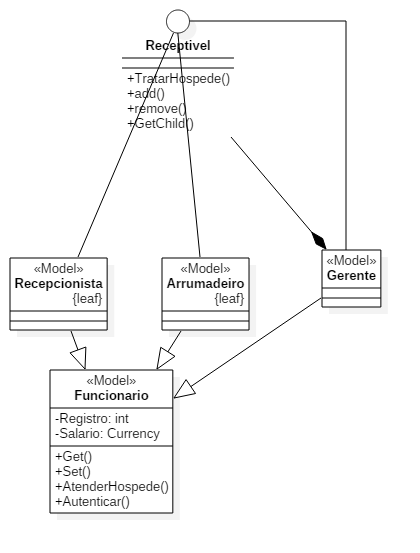 Receptivel
+TratarHospede()
+add()
+remove()
+GetChild()
«Model»
Recepcionista
{leaf}
«Model»
Arrumadeiro
{leaf}
«Model»
Gerente
«Model»
Funcionario
-Registro: int
-Salario: Currency
+Get()
+Set()
+AtenderHospede()
+Autenticar()